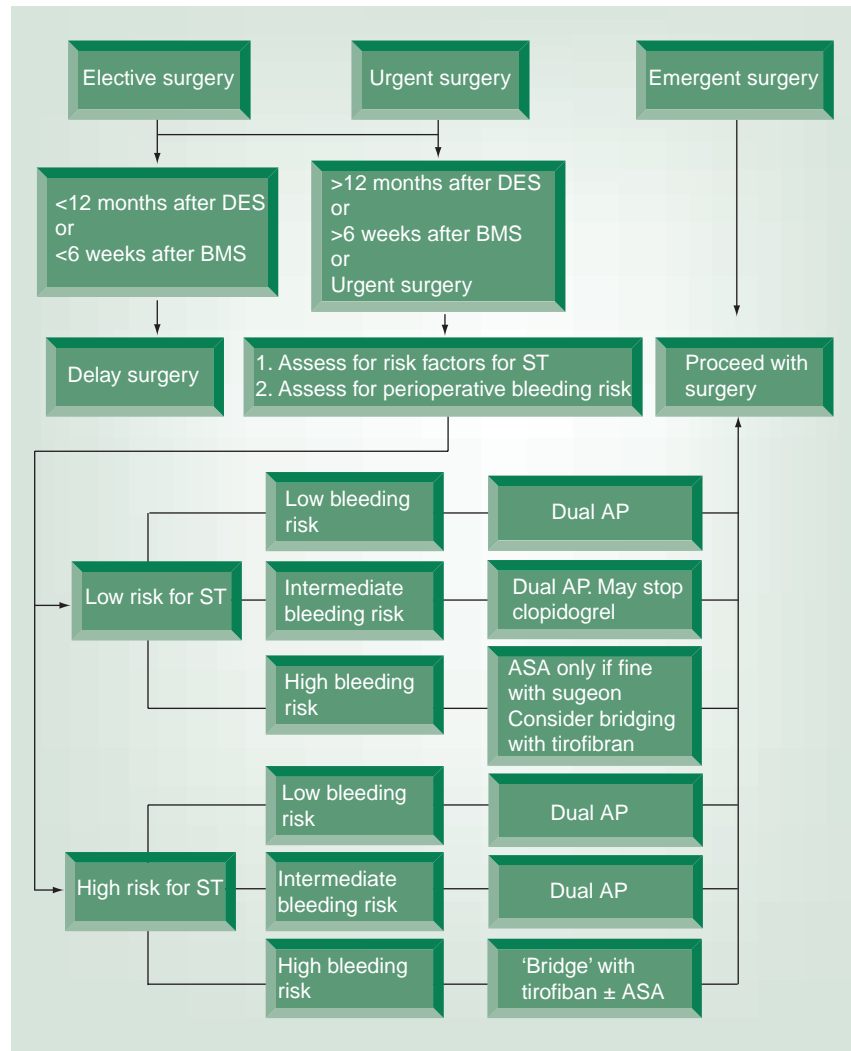 Elective surgery
Urgent surgery
Emergent surgery
<12 months after DES
or
<6 weeks after BMS
>12 months after DES
or
>6 weeks after BMS
or
Urgent surgery
Delay surgery
1. Assess for risk factors for ST
2. Assess for perioperative bleeding risk
Proceed with
surgery
Low risk for ST
Low bleeding
risk
Dual AP
Intermediate
bleeding risk
Dual AP. May stop
clopidogrel
High bleeding
risk
ASA only if fine
with sugeon
Consider bridging
with tirofibran
High risk for ST
Low bleeding
risk
Dual AP
Intermediate
bleeding risk
Dual AP
High bleeding
risk
‘Bridge’ with
tirofiban ± ASA